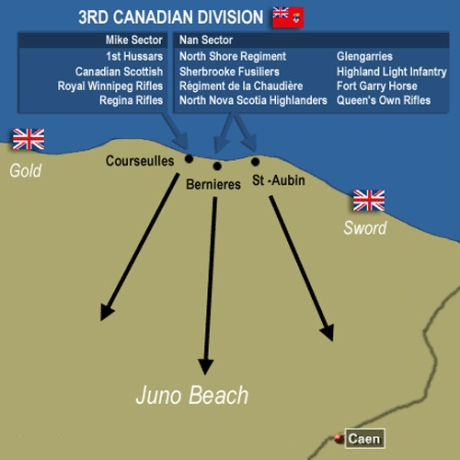 3RD CANADIAN DIVISION
Mike Sector
1st Hussars
Canadian Scottish
Royal Winnipeg Rifles
Regina Rifles
Nan Sector
North Shore Regiment
Sherbrooke Fusiliers
Régiment de la Chaudière
North Nova Scotia Highlanders
Glengarries
Highland Light Infantry
Fort Garry Horse
Queen's Own Rifles
Gold
Courseulles
Bernieres
St -Aubin
Sword
Juno Beach
Caen